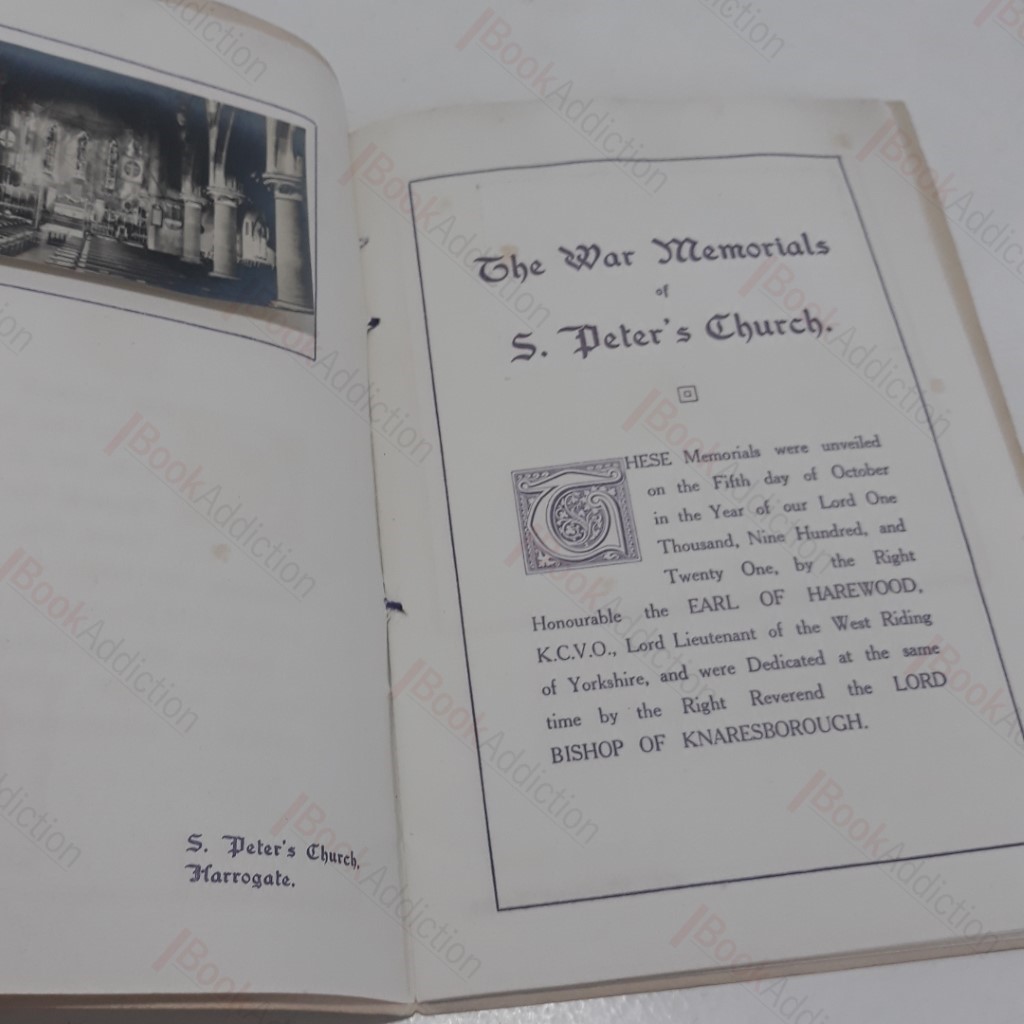 S. Peter's Church,
Harrogate.
The War Memorials
of
S. Peter's Church.
THESE Memorials were unveiled
on the Fifth day of October
in the Year of our Lord One
Thousand, Nine Hundred, and
Twenty One, by the Right
Honourable the EARL OF HAREWOOD,
K.C.V.O., Lord Lieutenant of the West Riding
of Yorkshire, and were Dedicated at the same
time by the Right Reverend the LORD
BISHOP OF KNARESBOROUGH.
BookAddiction